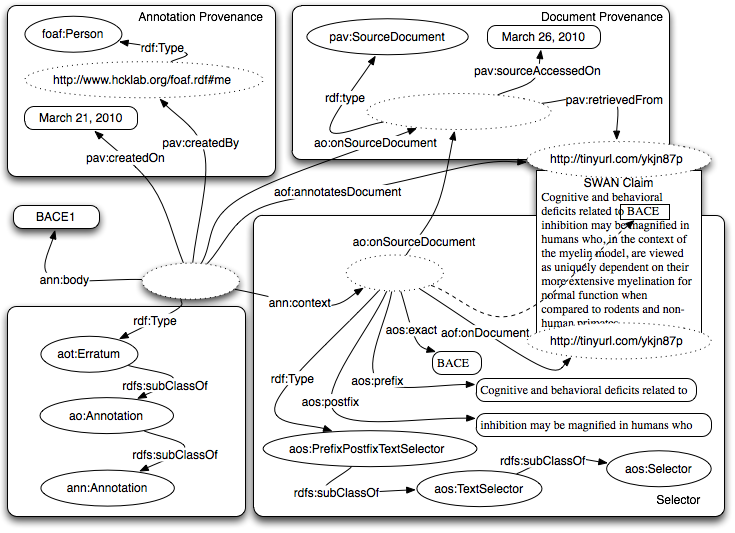 Annotation Provenance
foaf:Person
rdf:Type
http://www.hcklab.org/foaf.rdf#me
March 21, 2010
pav:createdBy
pav:createdOn
Document Provenance
pav:SourceDocument
March 26, 2010
pav:sourceAccessedOn
rdf:type
pav:retrievedFrom
ao:onSourceDocument
http://tinyurl.com/ykjn87p
aof:annotatesDocument
SWAN Claim
Cognitive and behavioral
deficits related to BACE
inhibition may be magnified in
humans who, in the context of
the myelin model, are viewed
as uniquely dependent on their
more extensive myelination for
normal function when
compared to rodents and non-
human primates
http://tinyurl.com/ykjn87p
BACE1
ann:body
ao:onSourceDocument
ann:context
rdf:Type
aot:Erratum
rdfs:subClassOf
ao:Annotation
rdfs:subClassOf
ann:Annotation
aos:exact
aof:onDocument
BACE
rdf:Type
aos:prefix
Cognitive and behavioral deficits related to
aos:postfix
inhibition may be magnified in humans who
aos:PrefixPostfixTextSelector
rdfs:subClassOf
aos:TextSelector
rdfs:subClassOf
aos:Selector
Selector